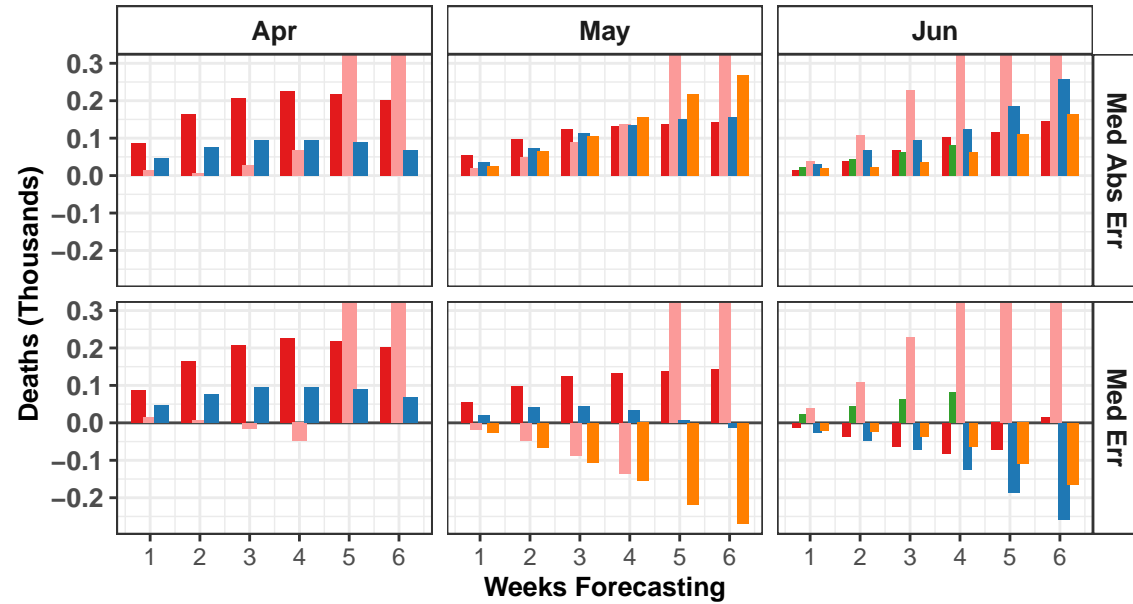 Apr May Jun
0.3
0.2
0.1
0.0
−0.1
−0.2
Med Abs Err
0.3
0.2
0.1
0.0
−0.1
−0.2
Med Err
Deaths (Thousands)
1 2 3 4 5 6 1 2 3 4 5 6 1 2 3 4 5 6
Weeks Forecasting